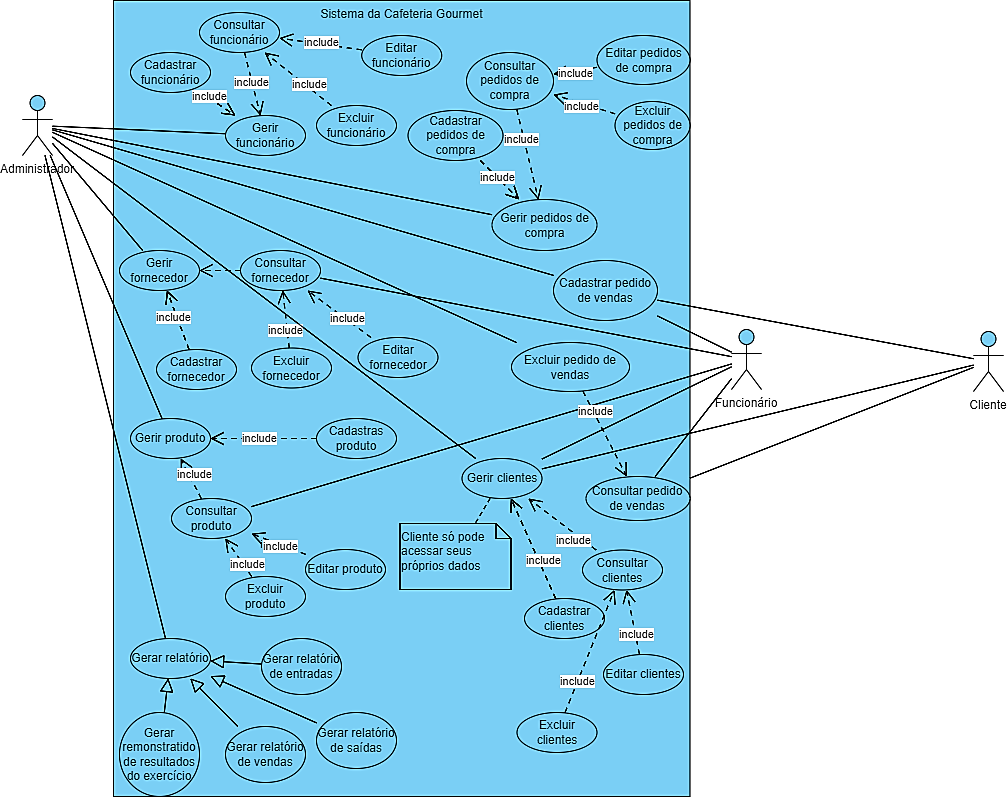 Sistema da Cafeteria Gourmet
Consultar
funcionário
include
Editar
funcionário
Cadastrar
funcionário
include
include
include
Excluir
funcionário
Gerir
funcionário
Consultar
pedidos de
compra
Editar pedidos
de compra
include
include
Excluir
pedidos de
compra
Cadastrar
pedidos de
compra
include
include
Gerir pedidos de
compra
Administrador
Gerir
fornecedor
Consultar
fornecedor
Cadastrar pedido
de vendas
include
include
include
Cadastrar
fornecedor
Excluir
fornecedor
Editar
fornecedor
Excluir pedido de
vendas
include
Funcionário
Cliente
Gerir produto
include
Cadastras
produto
include
Gerir clientes
Consultar pedido
de vendas
Consultar
produto
include
include
Editar produto
Excluir
produto
Cliente só pode
acessar seus
próprios dados
include
include
Consultar
clientes
Cadastrar
clientes
include
include
Editar clientes
Excluir
clientes
Gerar relatório
Gerar relatório
de entradas
Gerar
remonstratido
de resultados
do exercício
Gerar relatório
de vendas
Gerar relatório
de saídas